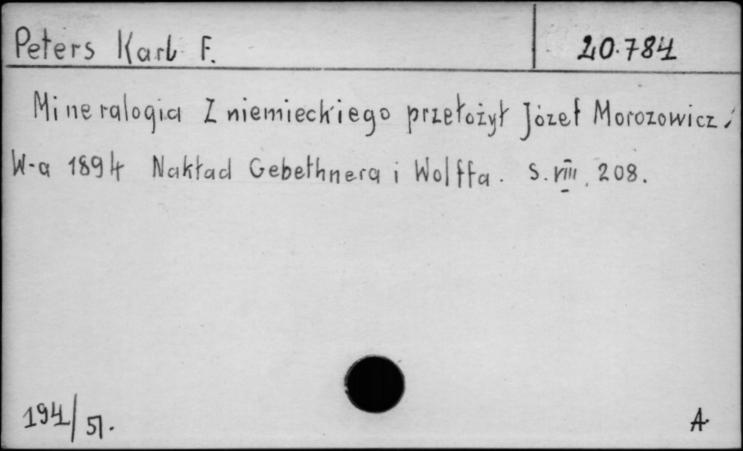 Peters Karl F.
20.784
Mineralogia Z niemieckiego przełożył Józef Morozowicz.
W-a 1894 Nakład Gebethnera i Wolffa. S. VIII, 208.
194/51.
A